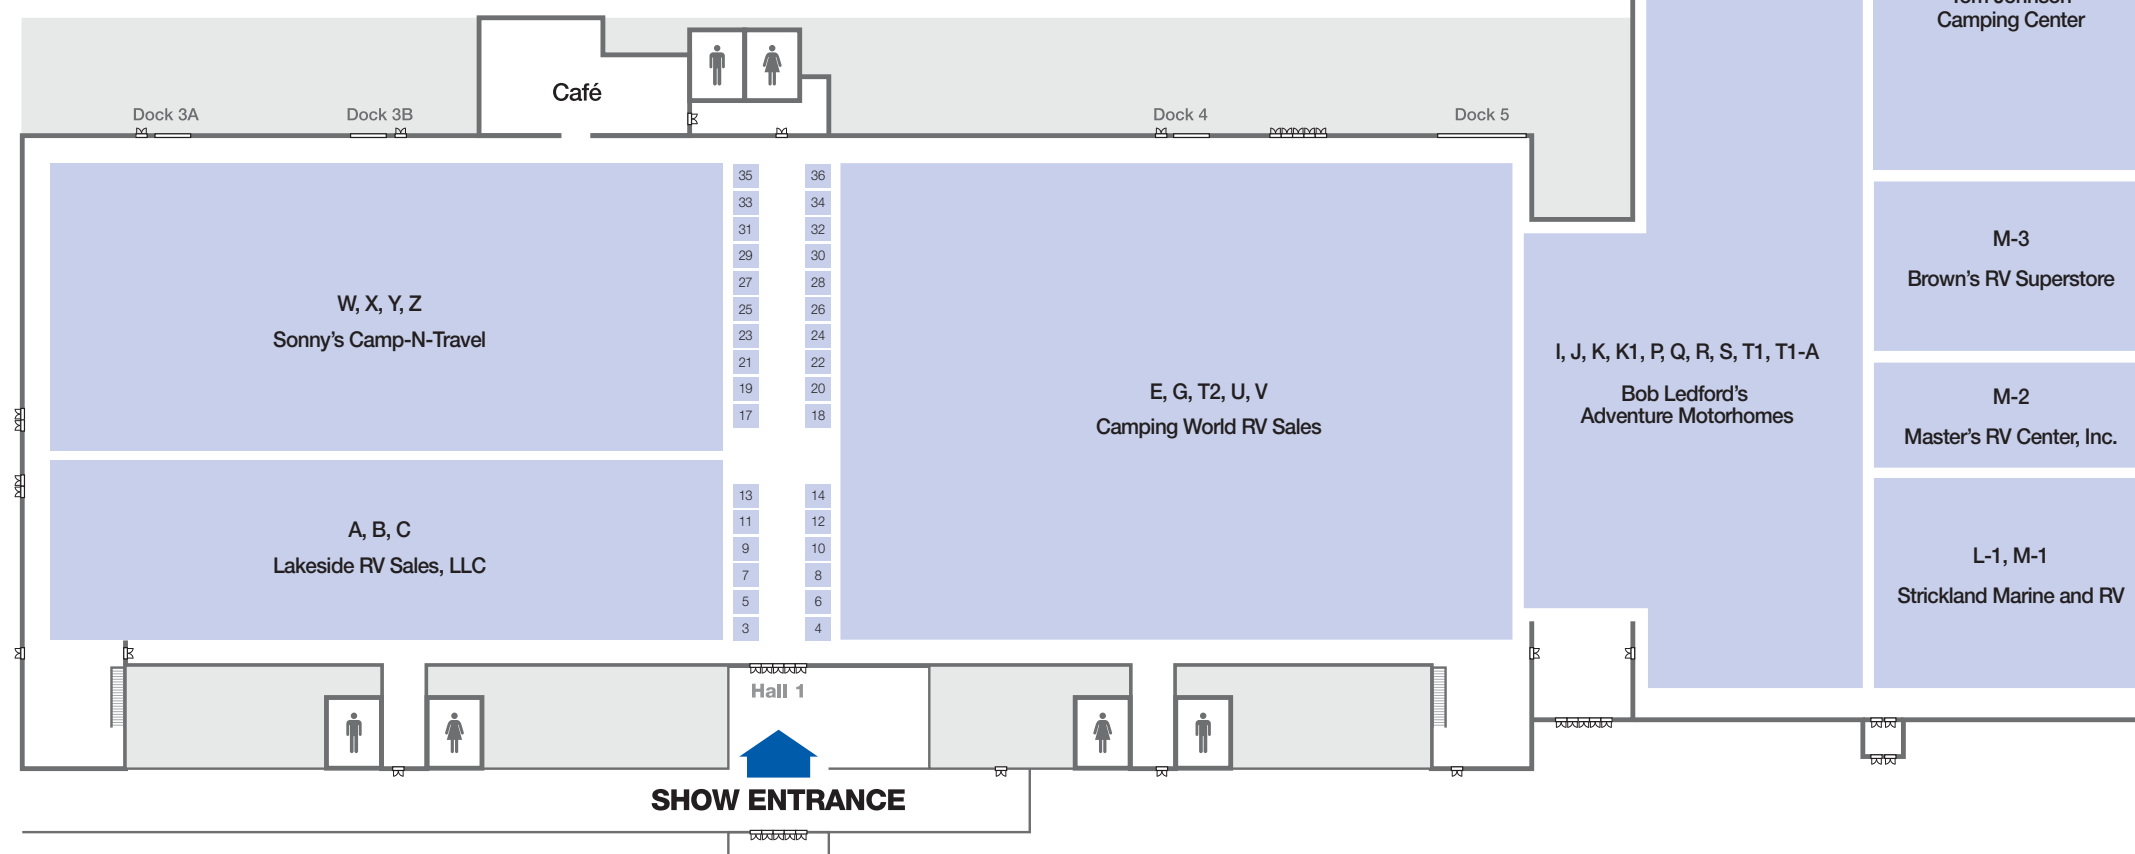 Tom Johnson
Camping Center
Café
Dock 3A
Dock 3B
Dock 4
Dock 5
35
36
33
34
31
32
29
30
27
28
25
26
23
24
21
22
19
20
17
18
13
14
11
12
9
10
7
8
5
6
3
4
W, X, Y, Z
Sonny's Camp-N-Travel
A, B, C
Lakeside RV Sales, LLC
E, G, T2, U, V
Camping World RV Sales
I, J, K, K1, P, Q, R, S, T1, T1-A
Bob Ledford's
Adventure Motorhomes
M-3
Brown's RV Superstore
M-2
Master's RV Center, Inc.
L-1, M-1
Strickland Marine and RV
Hall 1
SHOW ENTRANCE